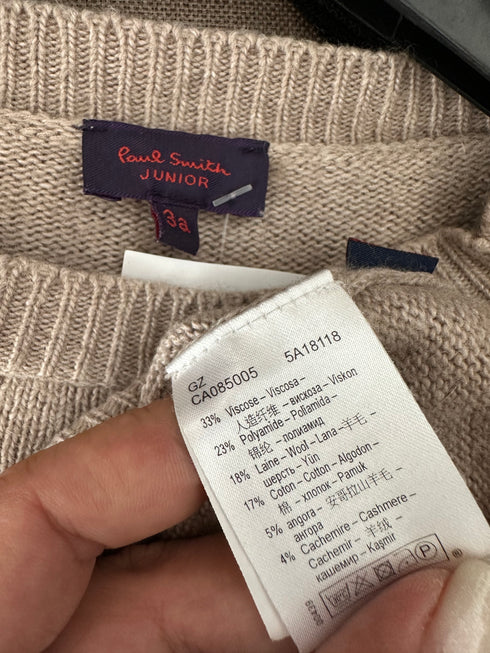 Paul Smith
JUNIOR
3a
GZ
CA085005 5A18118
33% Viscose – Viscosa –
人造纤维 – вискоза – Viskon
23% Polyamide – Poliamida –
锦纶 – полиамид
18% Laine – Wool – Lana – 羊毛 –
шерсть – Yün
17% Coton – Cotton – Algodon –
棉 – хлопок – Pamuk
5% angora – 安哥拉山羊毛 –
ангора
4% Cachemire – Cashmere –
Cachemir – 羊绒 –
кашемир – Kaşmir
P